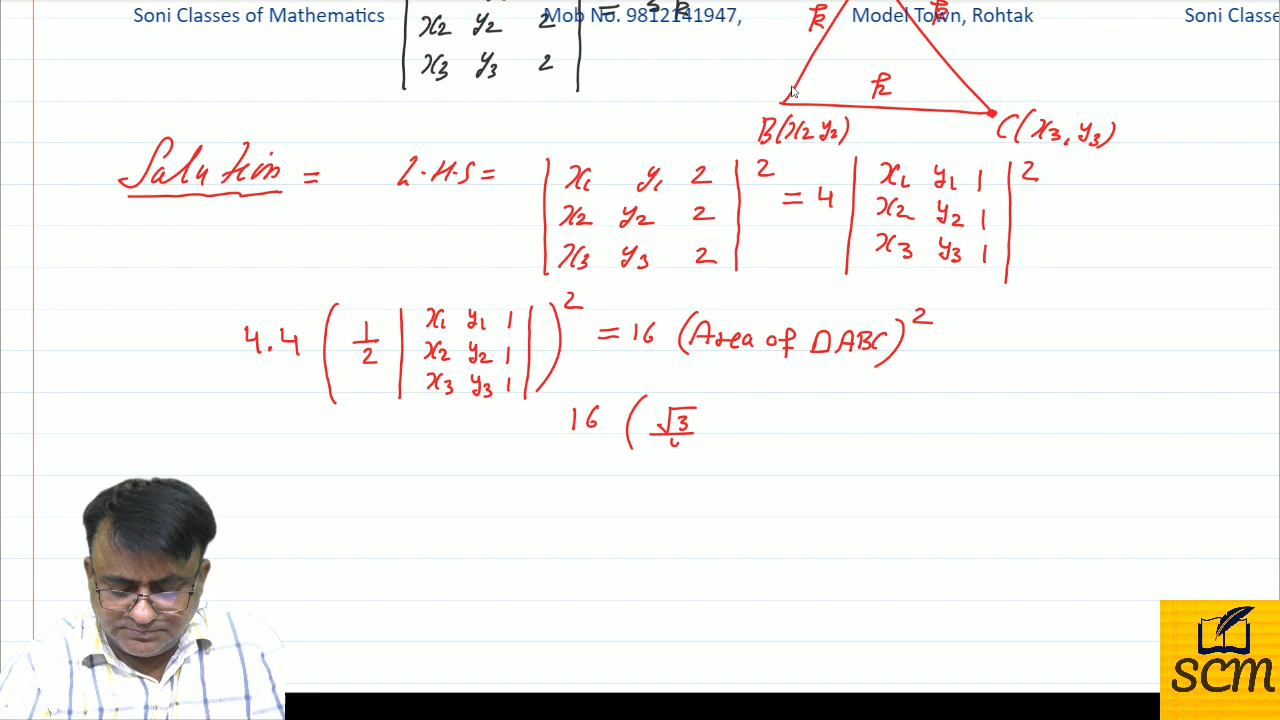 Soni Classes of Mathematics Mob No. 9812141947, Model Town, Rohtak Soni Classe
x2 y2 2 =
x3 y3 2
k k
k
B(x2 y2) C(x3, y3)
Solution = L.H.S = | x1 y1 2 |² = 4 | x1 y1 1 |²
| x2 y2 2 | | x2 y2 1 |
| x3 y3 2 | | x3 y3 1 |
4.4 ( 1/2 | x1 y1 1 | )² = 16 (Area of ΔABC)²
| x2 y2 1 |
| x3 y3 1 |
16 ( √3
SCM